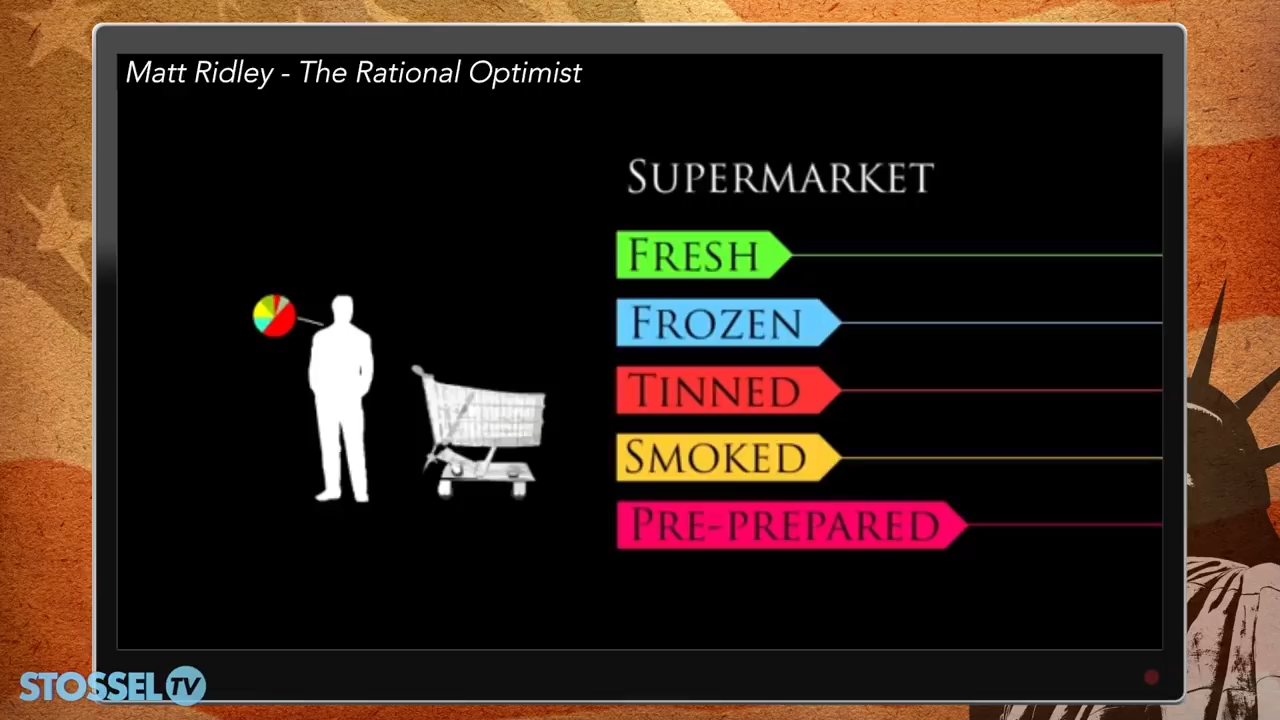 Matt Ridley - The Rational Optimist
SUPERMARKET
FRESH
FROZEN
TINNED
SMOKED
PRE-PREPARED
STOSSEL TV